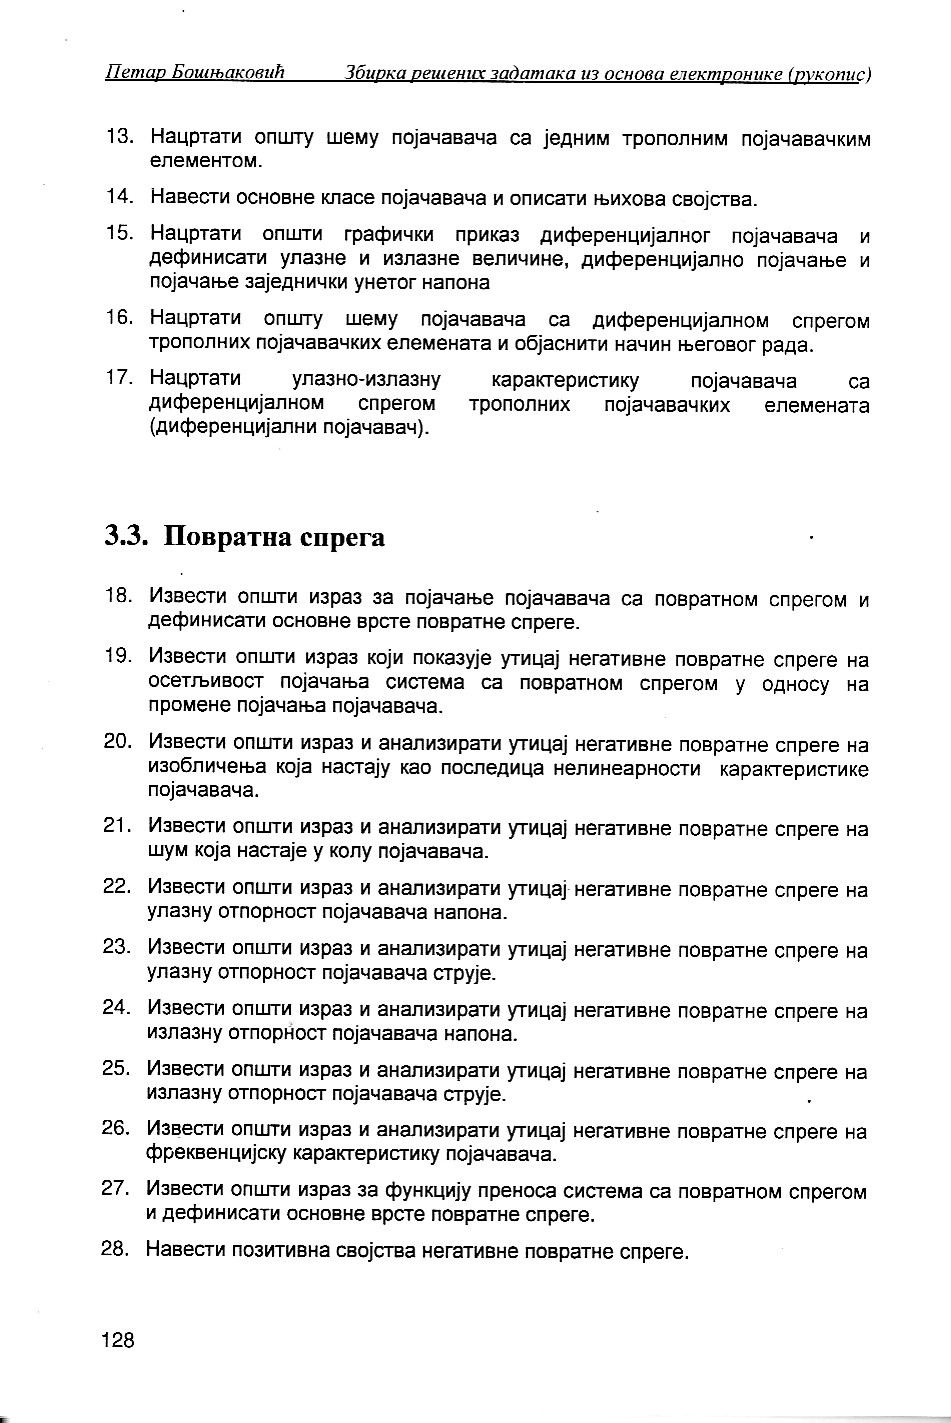 Петар Бошњаковић Збирка решених задатака из основа електронике (рукопис)
13. Нацртати општу шему појачавача са једним трополним појачавачким
елементом.
14. Навести основне класе појачавача и описати њихова својства.
15. Нацртати општи графички приказ диференцијалног појачавача и
дефинисати улазне и излазне величине, диференцијално појачање и
појачање заједнички унетог напона
16. Нацртати општу шему појачавача са диференцијалном спрегом
трополних појачавачких елемената и објаснити начин његовог рада.
17. Нацртати улазно-излазну карактеристику појачавача са
диференцијалном спрегом трополних појачавачких елемената
(диференцијални појачавач).
3.3. Повратна спрега
18. Извести општи израз за појачање појачавача са повратном спрегом и
дефинисати основне врсте повратне спреге.
19. Извести општи израз који показује утицај негативне повратне спреге на
осетљивост појачања система са повратном спрегом у односу на
промене појачања појачавача.
20. Извести општи израз и анализирати утицај негативне повратне спреге на
изобличења која настају као последица нелинеарности карактеристике
појачавача.
21. Извести општи израз и анализирати утицај негативне повратне спреге на
шум која настаје у колу појачавача.
22. Извести општи израз и анализирати утицај негативне повратне спреге на
улазну отпорност појачавача напона.
23. Извести општи израз и анализирати утицај негативне повратне спреге на
улазну отпорност појачавача струје.
24. Извести општи израз и анализирати утицај негативне повратне спреге на
излазну отпорност појачавача напона.
25. Извести општи израз и анализирати утицај негативне повратне спреге на
излазну отпорност појачавача струје.
26. Извести општи израз и анализирати утицај негативне повратне спреге на
фреквенцијску карактеристику појачавача.
27. Извести општи израз за функцију преноса система са повратном спрегом
и дефинисати основне врсте повратне спреге.
28. Навести позитивна својства негативне повратне спреге.
128